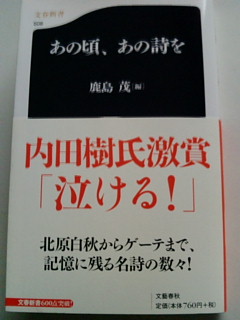 文春新書
608
あの頃、あの詩を
鹿島 茂 編
内田樹氏激賞
「泣ける!」
北原白秋からゲーテまで、
記憶に残る名詩の数々!
文春新書600点突破!
文藝春秋
定価(本体760円+税)